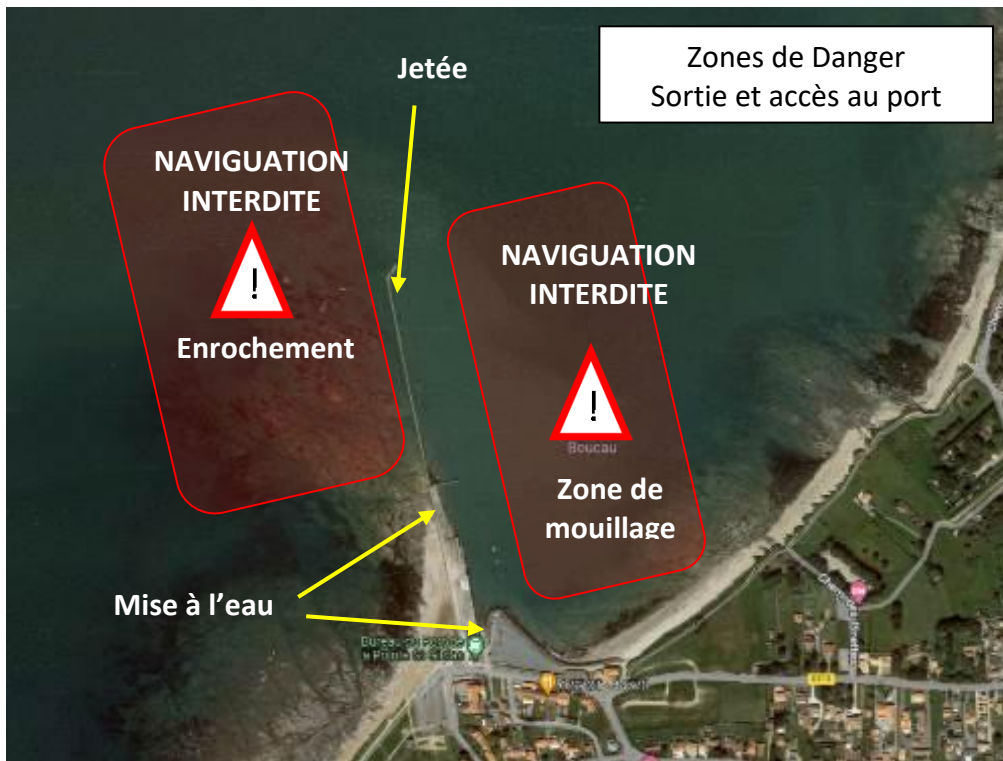 Zones de Danger
Sortie et accès au port
Jetée
NAVIGUATION
INTERDITE
!
Enrochement
NAVIGUATION
INTERDITE
!
Boucau
Zone de
mouillage
Mise à l’eau